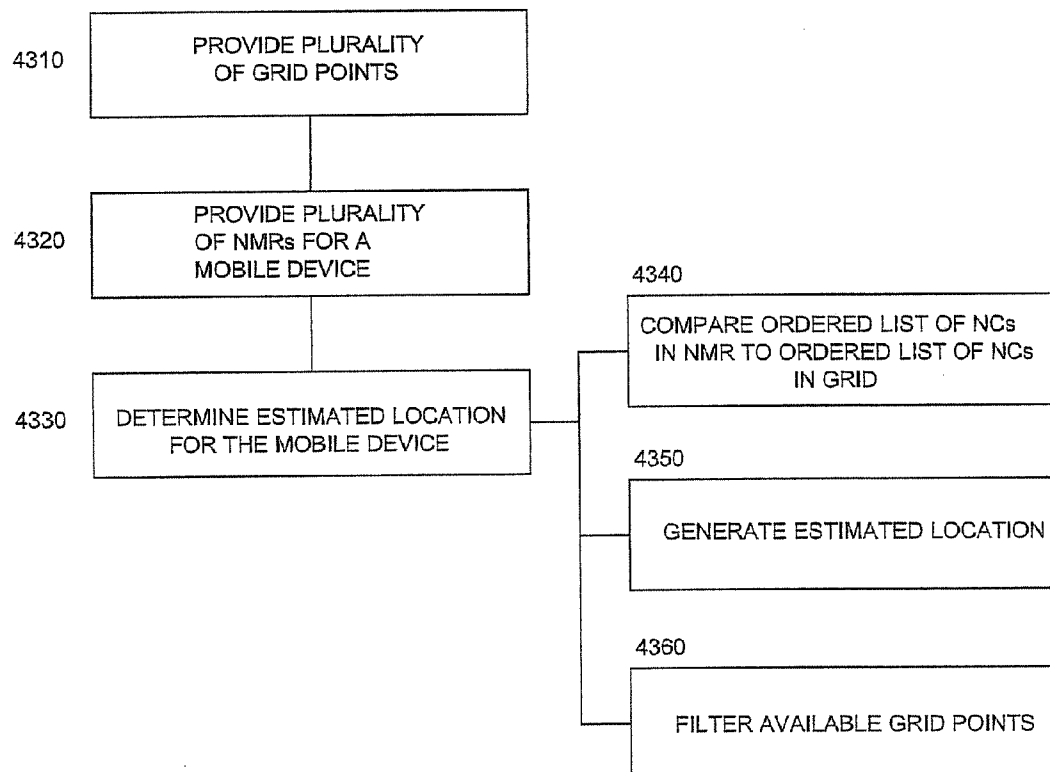 4310
PROVIDE PLURALITY
OF GRID POINTS
4320
PROVIDE PLURALITY
OF NMRs FOR A
MOBILE DEVICE
4330
DETERMINE ESTIMATED LOCATION
FOR THE MOBILE DEVICE
4340
COMPARE ORDERED LIST OF NCs
IN NMR TO ORDERED LIST OF NCs
IN GRID
4350
GENERATE ESTIMATED LOCATION
4360
FILTER AVAILABLE GRID POINTS